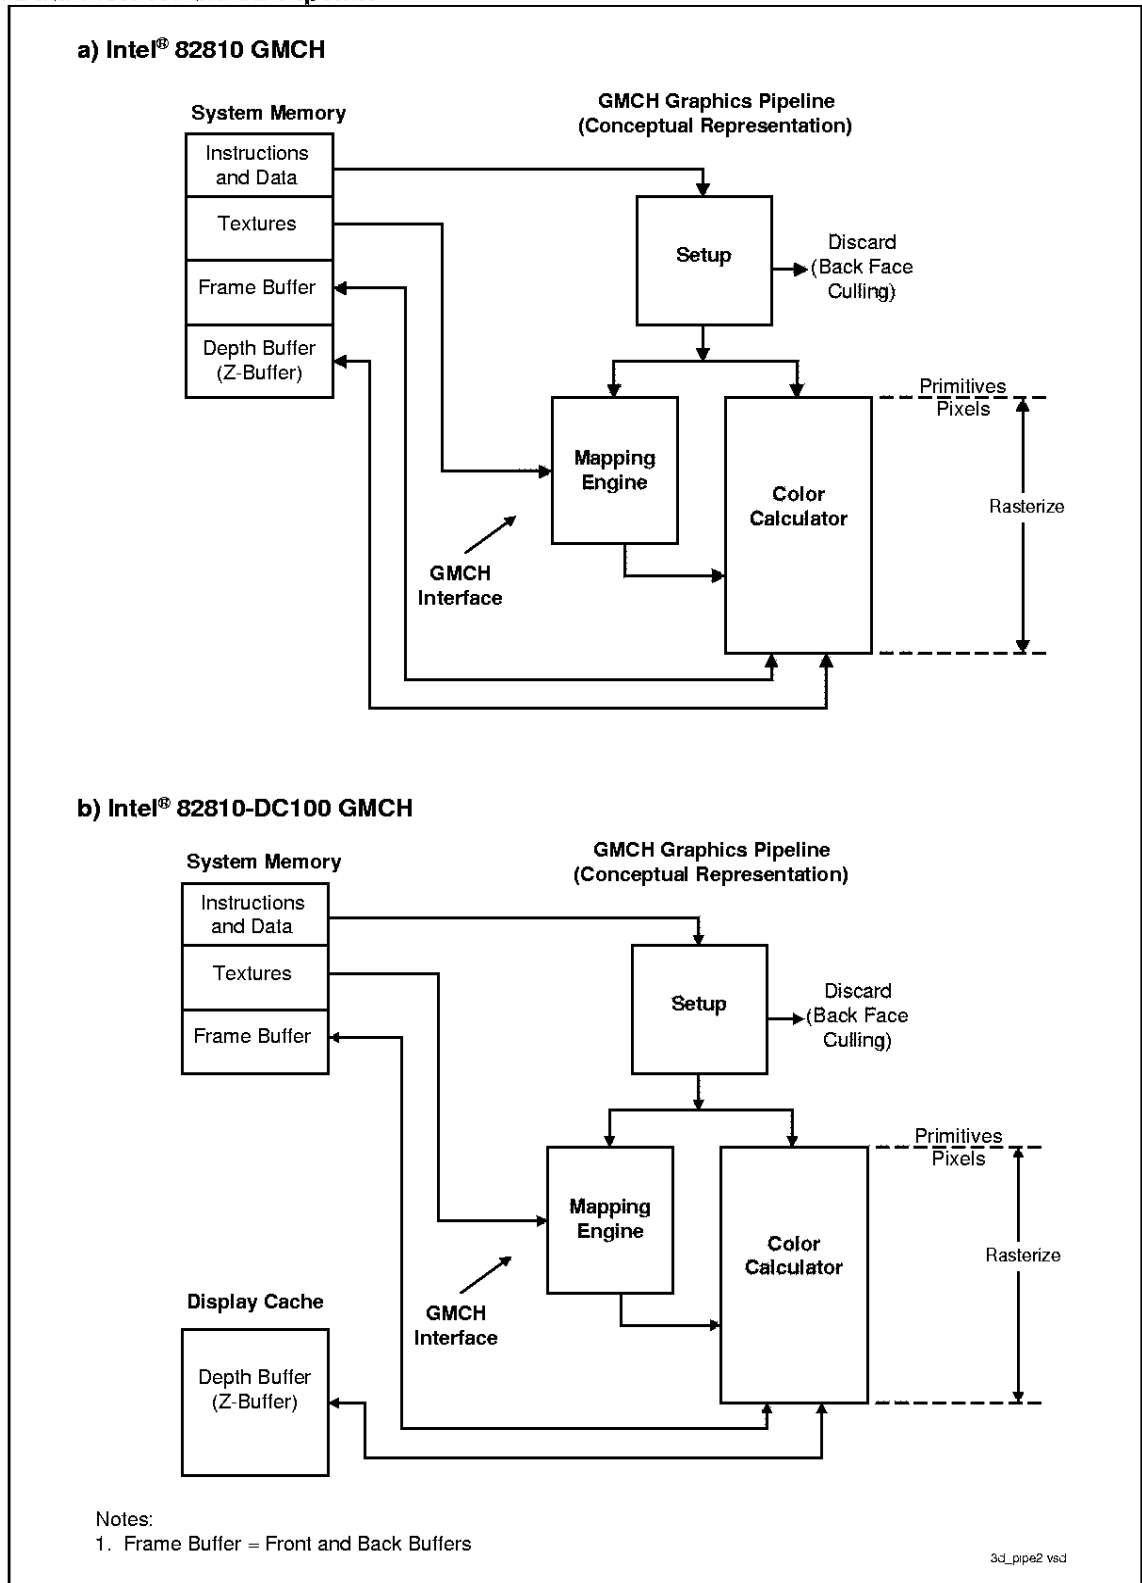 a) Intel® 82810 GMCH
GMCH Graphics Pipeline
(Conceptual Representation)
System Memory
Instructions
and Data
Textures
Frame Buffer
Depth Buffer
(Z-Buffer)
Setup
Discard
(Back Face
Culling)
Primitives
Pixels
Mapping
Engine
Color
Calculator
Rasterize
GMCH
Interface
b) Intel® 82810-DC100 GMCH
GMCH Graphics Pipeline
(Conceptual Representation)
System Memory
Instructions
and Data
Textures
Frame Buffer
Setup
Discard
(Back Face
Culling)
Primitives
Pixels
Mapping
Engine
Color
Calculator
Rasterize
GMCH
Interface
Display Cache
Depth Buffer
(Z-Buffer)
Notes:
1. Frame Buffer = Front and Back Buffers
3d_pipe2 vsd